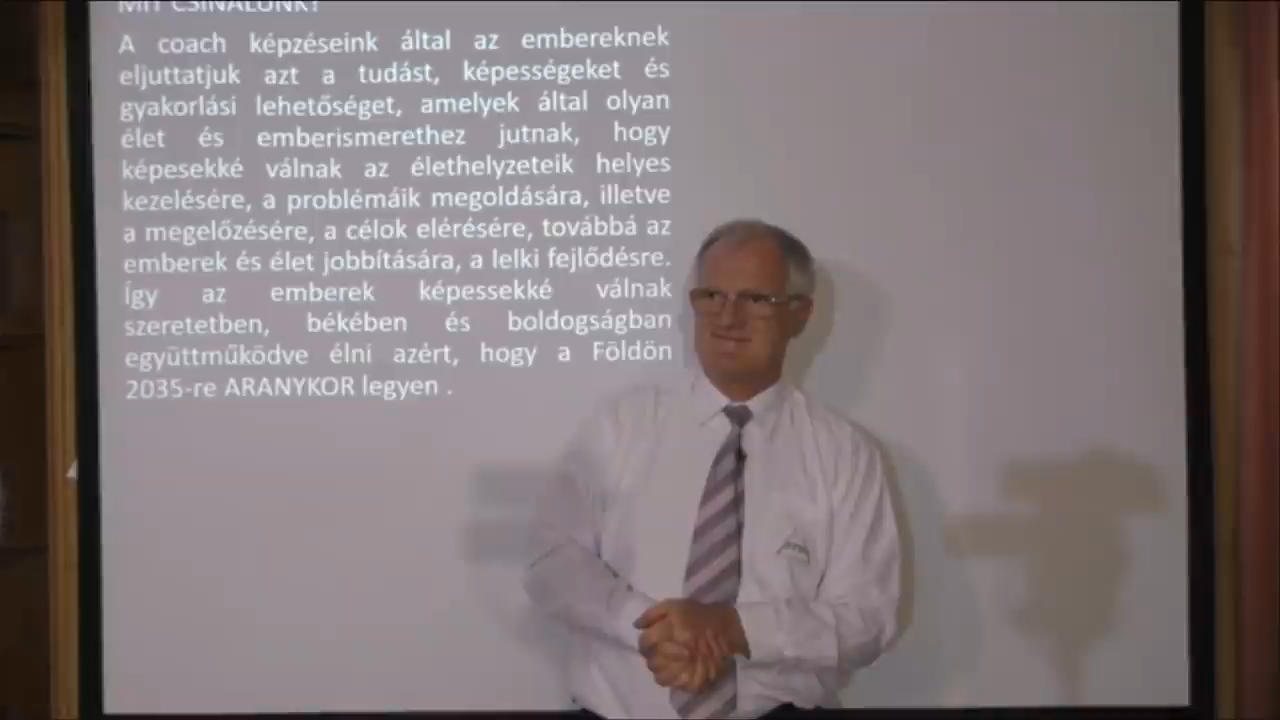 MIT CSINÁLUNK?
A coach képzéseink által az embereknek
eljuttatjuk azt a tudást, képességeket és
gyakorlási lehetőséget, amelyek által olyan
élet és emberismerethez jutnak, hogy
képesekké válnak az élethelyzeteik helyes
kezelésére, a problémáik megoldására, illetve
a megelőzésére, a célok elérésére, továbbá az
emberek és élet jobbítására, a lelki fejlődésre.
Így az emberek képessekké válnak
szeretetben, békében és boldogságban
együttműködve élni azért, hogy a Földön
2035-re ARANYKOR legyen .